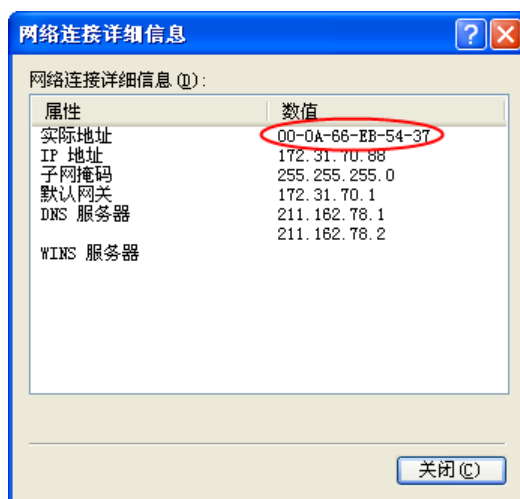 网络连接详细信息
网络连接详细信息(D):
属性 数值
实际地址 00-0A-66-EB-54-37
IP 地址 172.31.70.88
子网掩码 255.255.255.0
默认网关 172.31.70.1
DNS 服务器 211.162.78.1
211.162.78.2
WINS 服务器
关闭(C)